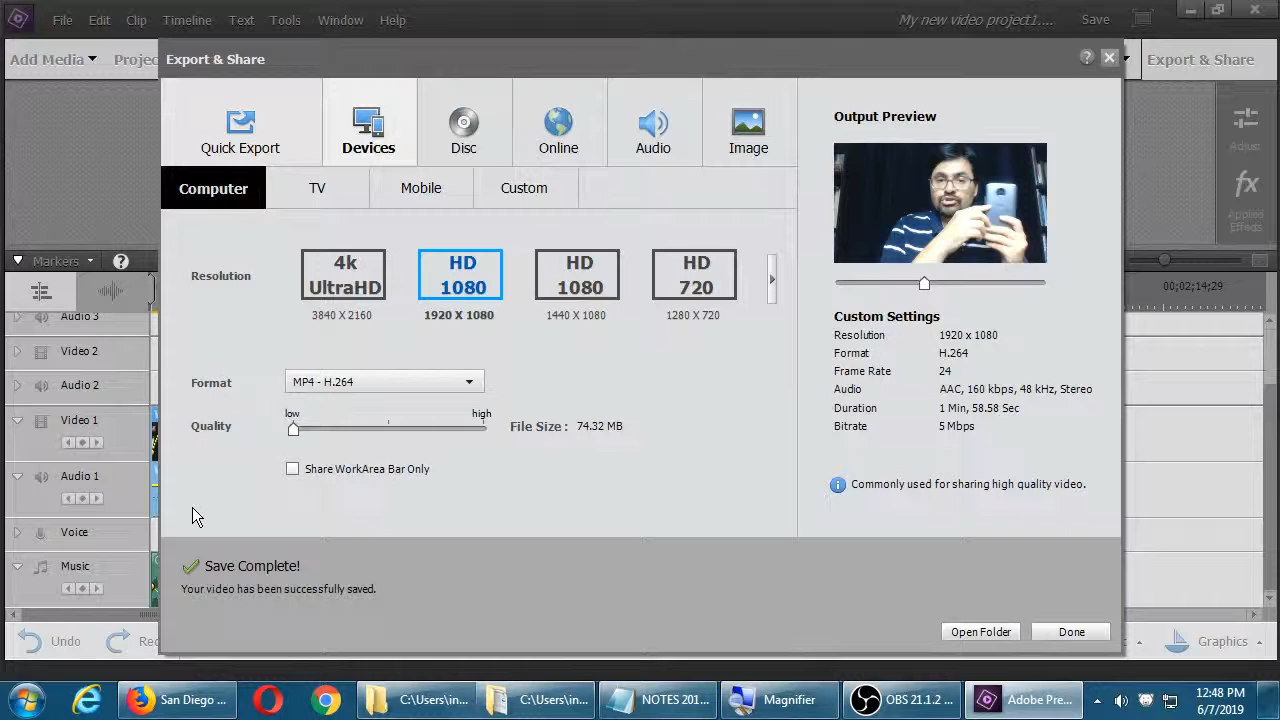 File Edit Clip Timeline Text Tools Window Help My new video project1.... Save
Add Media Projec Export & Share
Export & Share
Quick Export Devices Disc Online Audio Image
Computer TV Mobile Custom
Resolution
4k UltraHD
3840 X 2160
HD 1080
1920 X 1080
HD 1080
1440 X 1080
HD 720
1280 X 720
Format MP4 - H.264
low high
Quality File Size : 74.32 MB
Share WorkArea Bar Only
Output Preview
Custom Settings
Resolution 1920 x 1080
Format H.264
Frame Rate 24
Audio AAC, 160 kbps, 48 kHz, Stereo
Duration 1 Min, 58.58 Sec
Bitrate 5 Mbps
Commonly used for sharing high quality video.
Save Complete!
Your video has been successfully saved.
Open Folder Done
Adjust
fx
Applied
Effects
Markers
00;02;14;29
Audio 3
Video 2
Audio 2
Video 1
Audio 1
Voice
Music
Undo Rec Graphics
San Diego ... C:\Users\in... C:\Users\in... NOTES 201... Magnifier OBS 21.1.2 ... Adobe Pre...
12:48 PM
6/7/2019